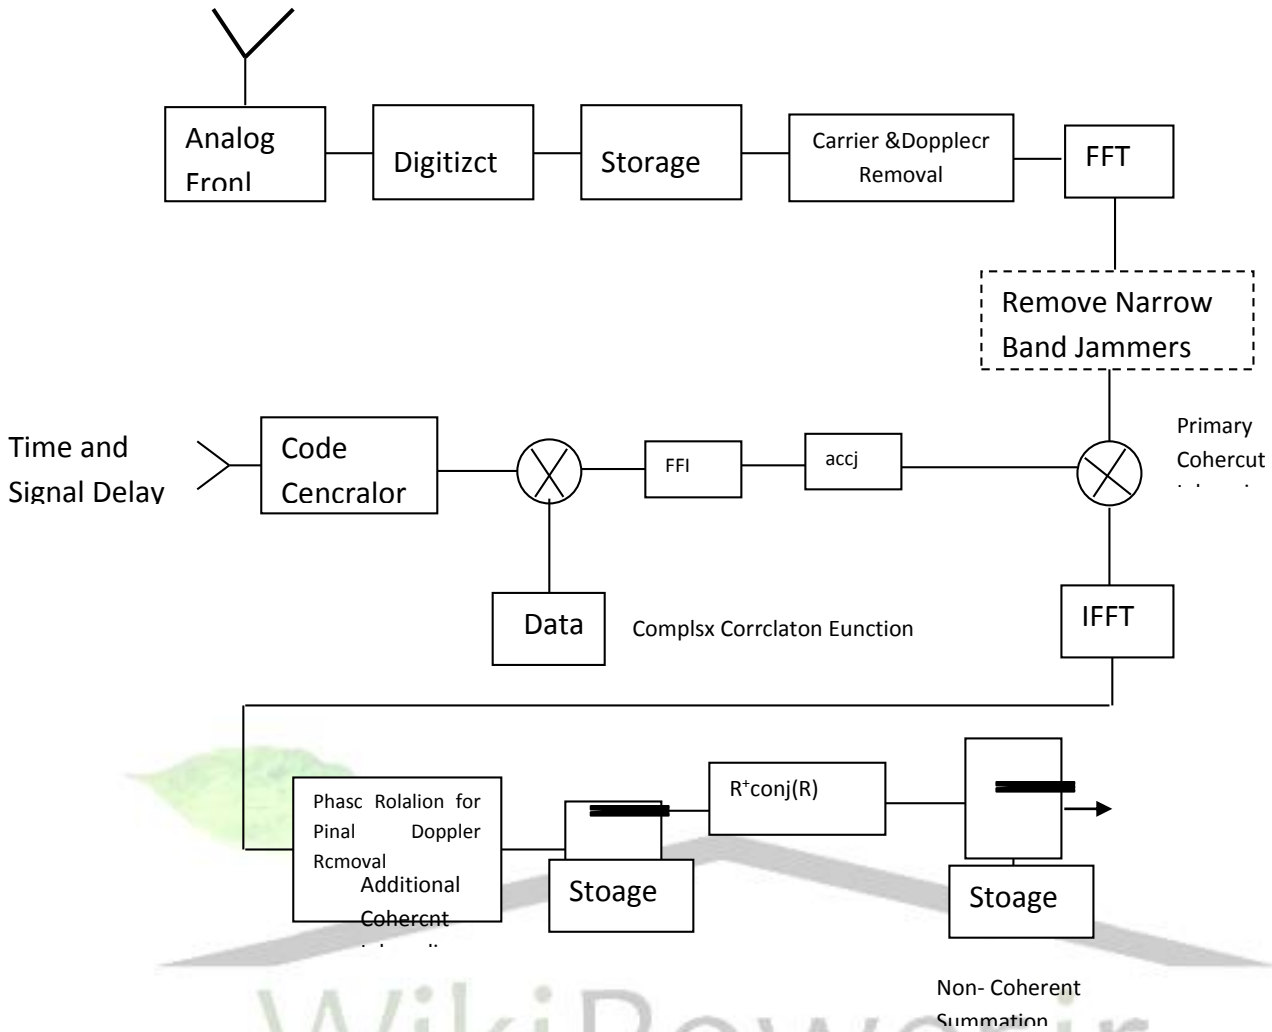 Analog
Fronl
Digitizct
Storage
Carrier &Dopplecr
Removal
FFT
Remove Narrow
Band Jammers
Time and
Signal Delay
Code
Cencralor
FFI
accj
Primary
Cohercut
Data
Complsx Corrclaton Eunction
IFFT
Phasc Rolalion for
Pinal Doppler
Rcmoval
Additional
Cohercnt
Stoage
R+conj(R)
Stoage
Non- Coherent
Summation